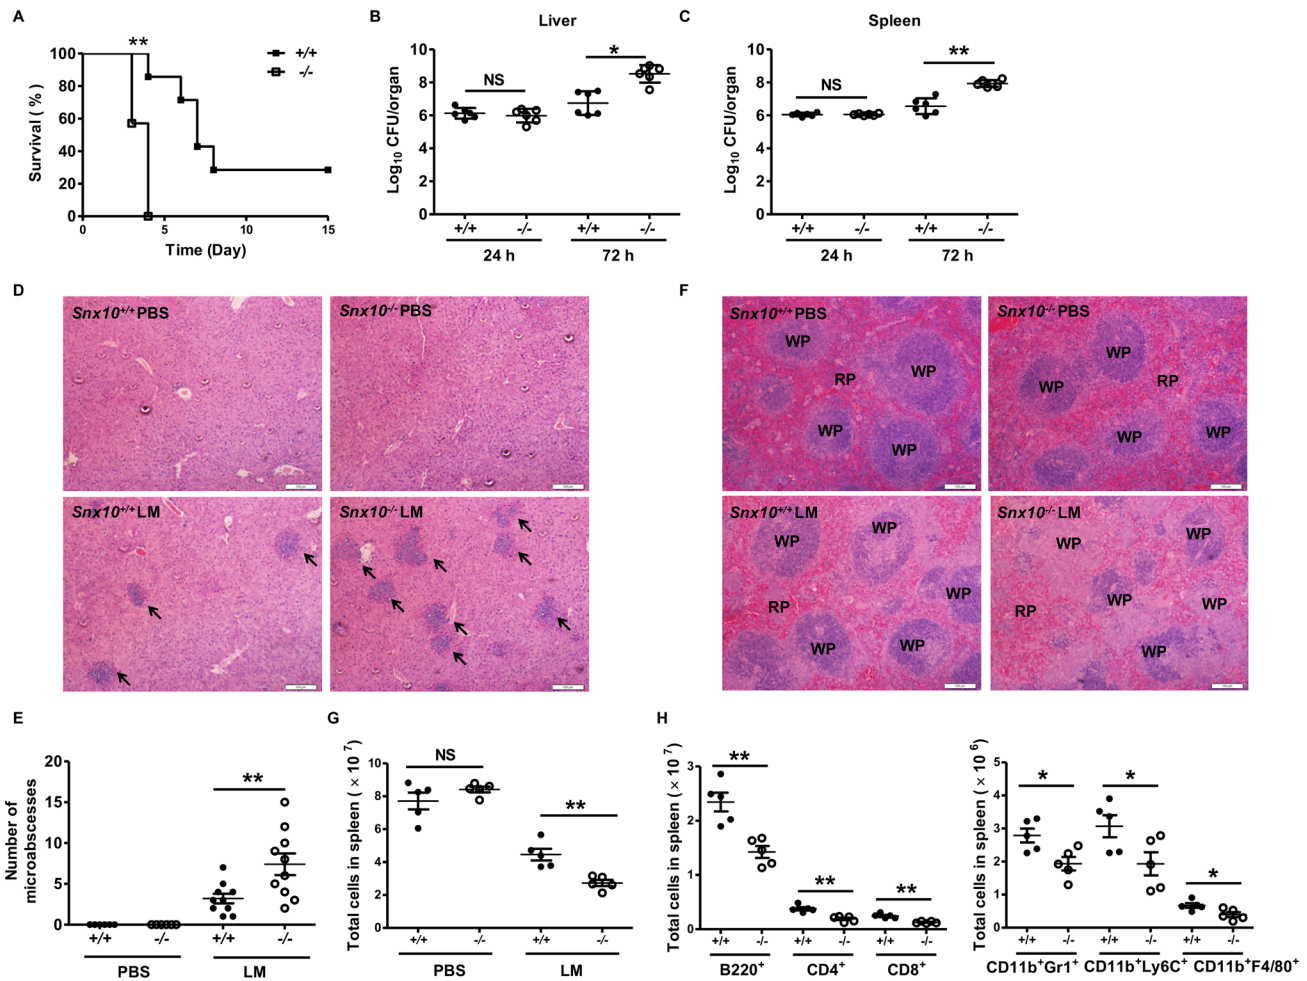 A
**
+/+
-/-
Survival ( % )
100
80
60
40
20
0
0
5
10
15
Time (Day)
B
Liver
Log10 CFU/organ
10
8
6
4
2
0
NS
*
+/+
-/-
+/+
-/-
24 h
72 h
C
Spleen
Log10 CFU/organ
10
8
6
4
2
0
NS
**
+/+
-/-
+/+
-/-
24 h
72 h
D
Snx10+/+ PBS
Snx10-/- PBS
Snx10+/+ LM
Snx10-/- LM
F
Snx10+/+ PBS
WP
WP
RP
WP
WP
Snx10-/- PBS
WP
RP
WP
WP
WP
Snx10+/+ LM
WP
WP
WP
RP
WP
WP
Snx10-/- LM
WP
WP
WP
WP
RP
WP
E
Number of
microabscesses
20
15
10
5
0
**
+/+
-/-
+/+
-/-
PBS
LM
G
Total cells in spleen ( × 10 7)
10
8
6
4
2
0
NS
**
+/+
-/-
+/+
-/-
PBS
LM
H
Total cells in spleen ( × 10 7)
3
2
1
0
**
**
**
+/+
-/-
+/+
-/-
+/+
-/-
B220+
CD4+
CD8+
Total cells in spleen ( × 10 6)
5
4
3
2
1
0
*
*
*
+/+
-/-
+/+
-/-
+/+
-/-
CD11b+Gr1+
CD11b+Ly6C+
CD11b+F4/80+